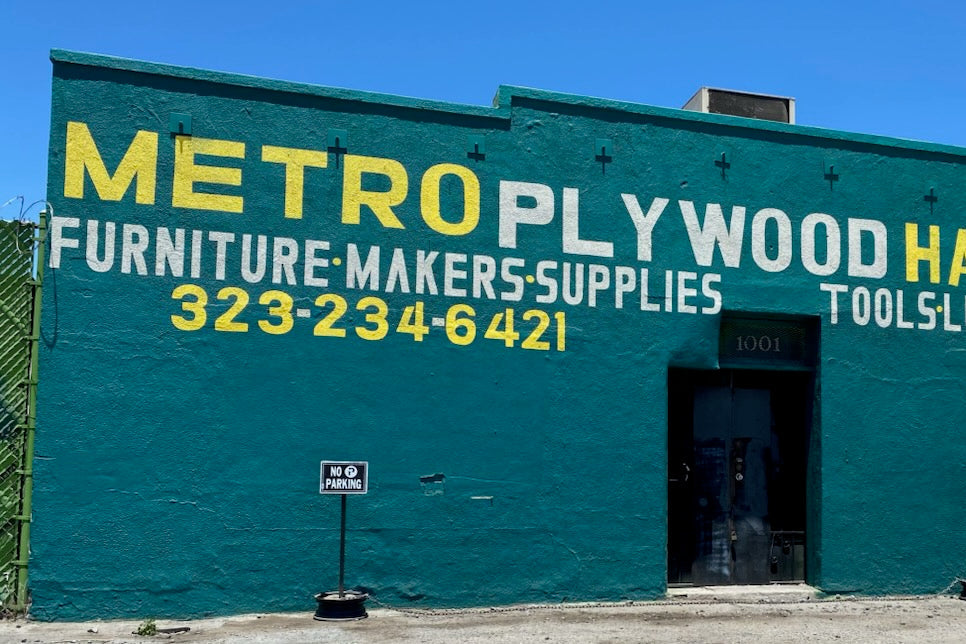 METRO PLYWOOD HA
FURNITURE·MAKERS·SUPPLIES
TOOLS·L
323-234-6421
1001
NO P
PARKING